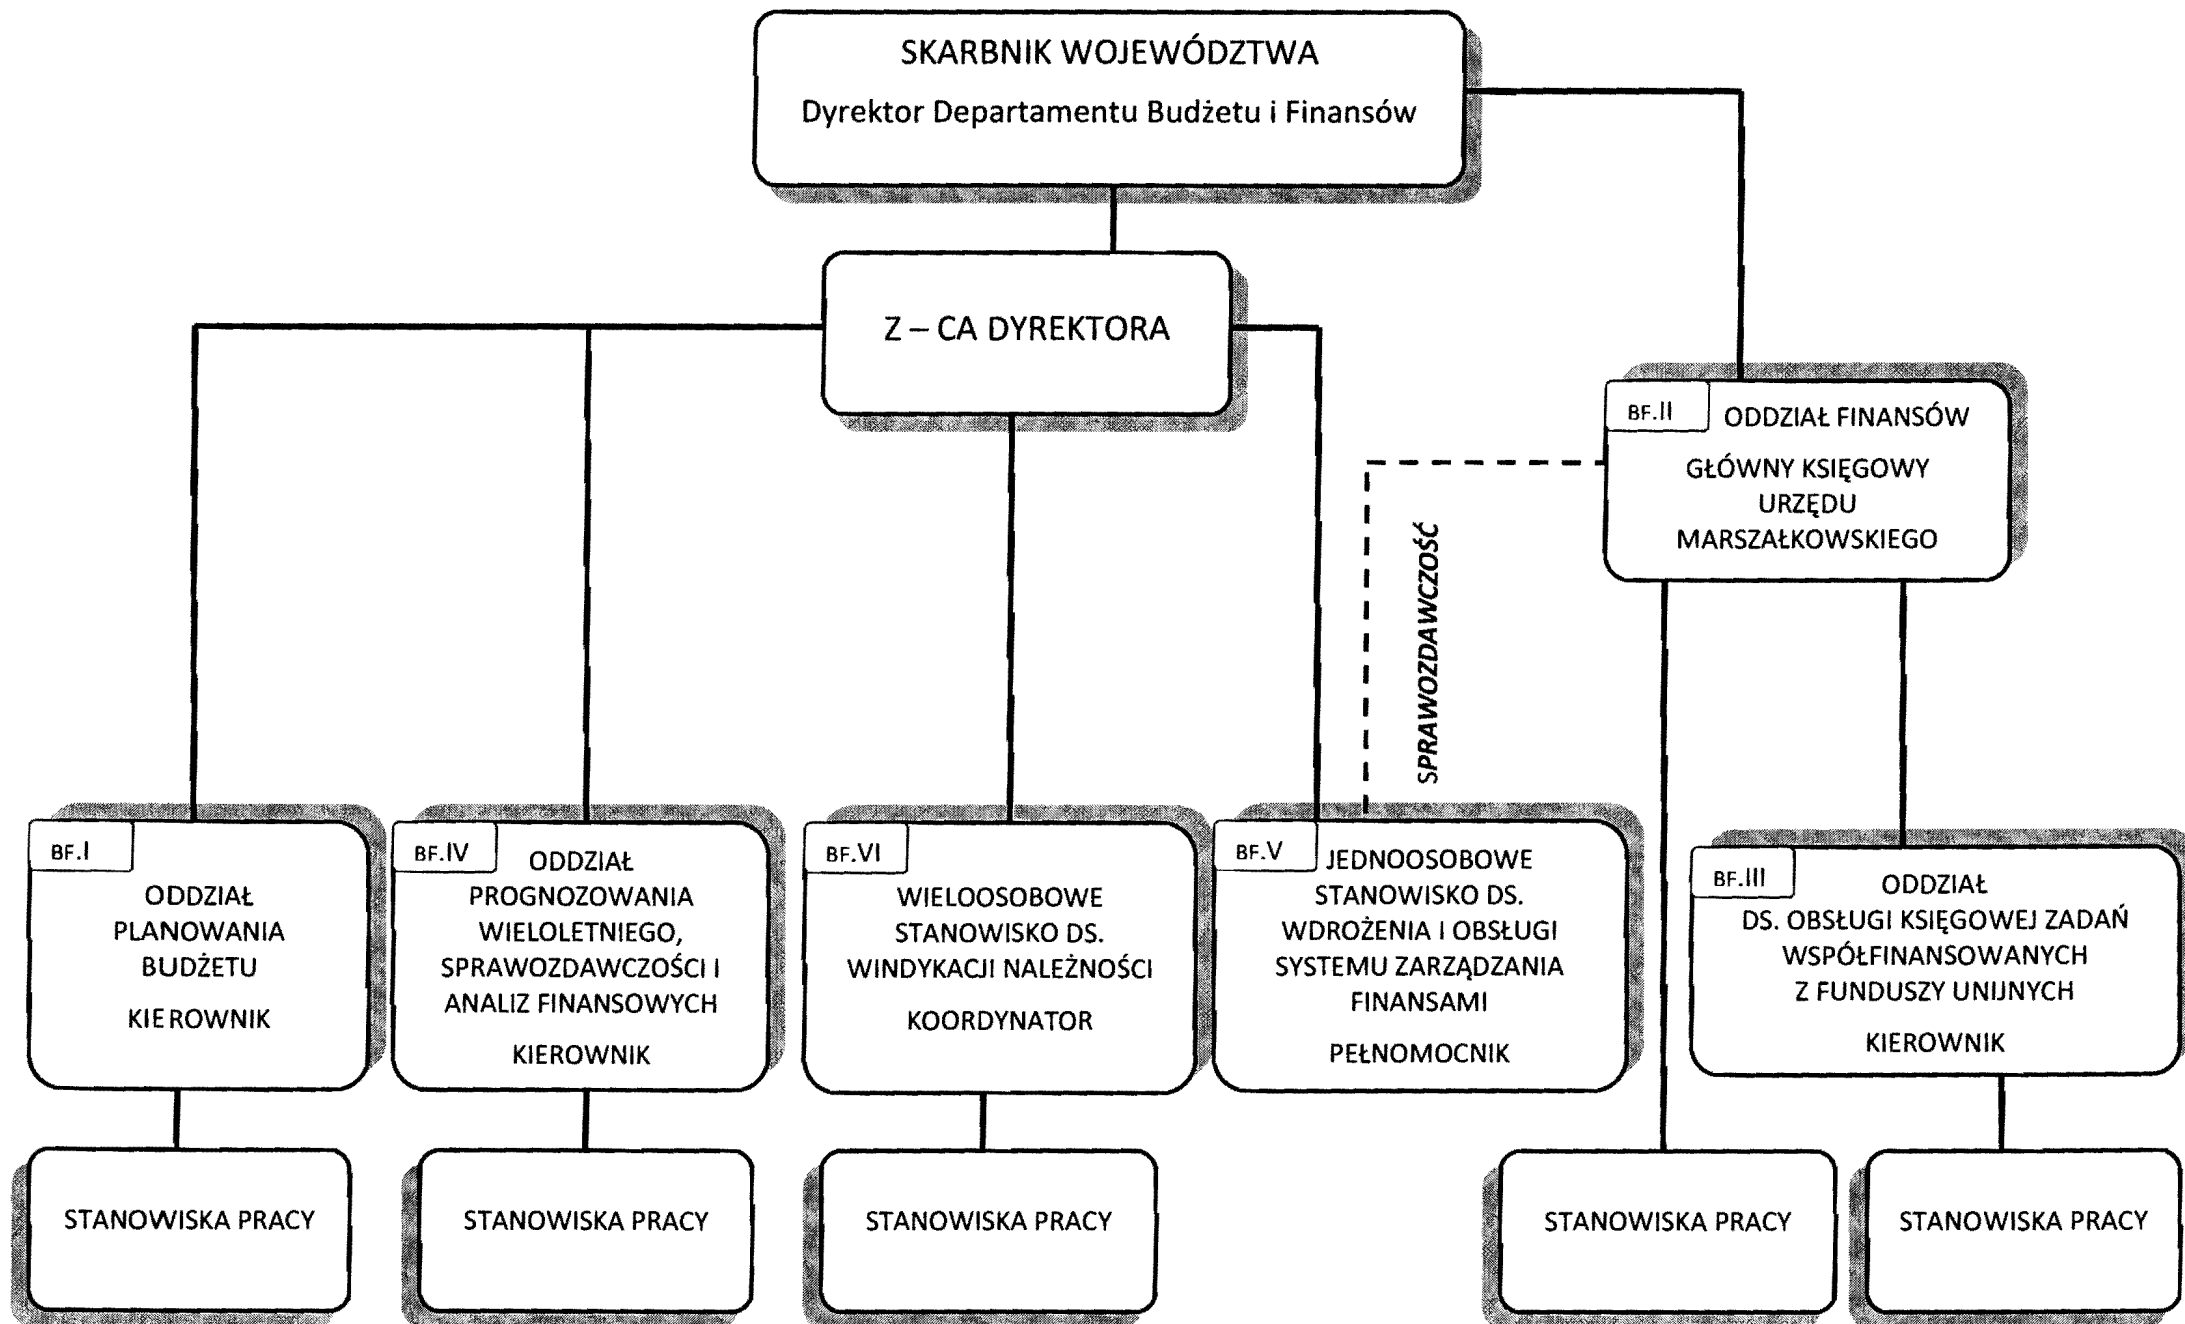 SKARBNIK WOJEWÓDZTWA
Dyrektor Departamentu Budżetu i Finansów
Z – CA DYREKTORA
BF.II
ODDZIAŁ FINANSÓW
GŁÓWNY KSIĘGOWY
URZĘDU
MARSZAŁKOWSKIEGO
SPRAWOZDAWCZOŚĆ
BF.I
ODDZIAŁ
PLANOWANIA
BUDŻETU
KIEROWNIK
BF.IV
ODDZIAŁ
PROGNOZOWANIA
WIELOLETNIEGO,
SPRAWOZDAWCZOŚCI I
ANALIZ FINANSOWYCH
KIEROWNIK
BF.VI
WIELOOSOBOWE
STANOWISKO DS.
WINDYKACJI NALEŻNOŚCI
KOORDYNATOR
BF.V
JEDNOOSOBOWE
STANOWISKO DS.
WDROŻENIA I OBSŁUGI
SYSTEMU ZARZĄDZANIA
FINANSAMI
PEŁNOMOCNIK
BF.III
ODDZIAŁ
DS. OBSŁUGI KSIĘGOWEJ ZADAŃ
WSPÓŁFINANSOWANYCH
Z FUNDUSZY UNIJNYCH
KIEROWNIK
STANOWISKA PRACY
STANOWISKA PRACY
STANOWISKA PRACY
STANOWISKA PRACY
STANOWISKA PRACY